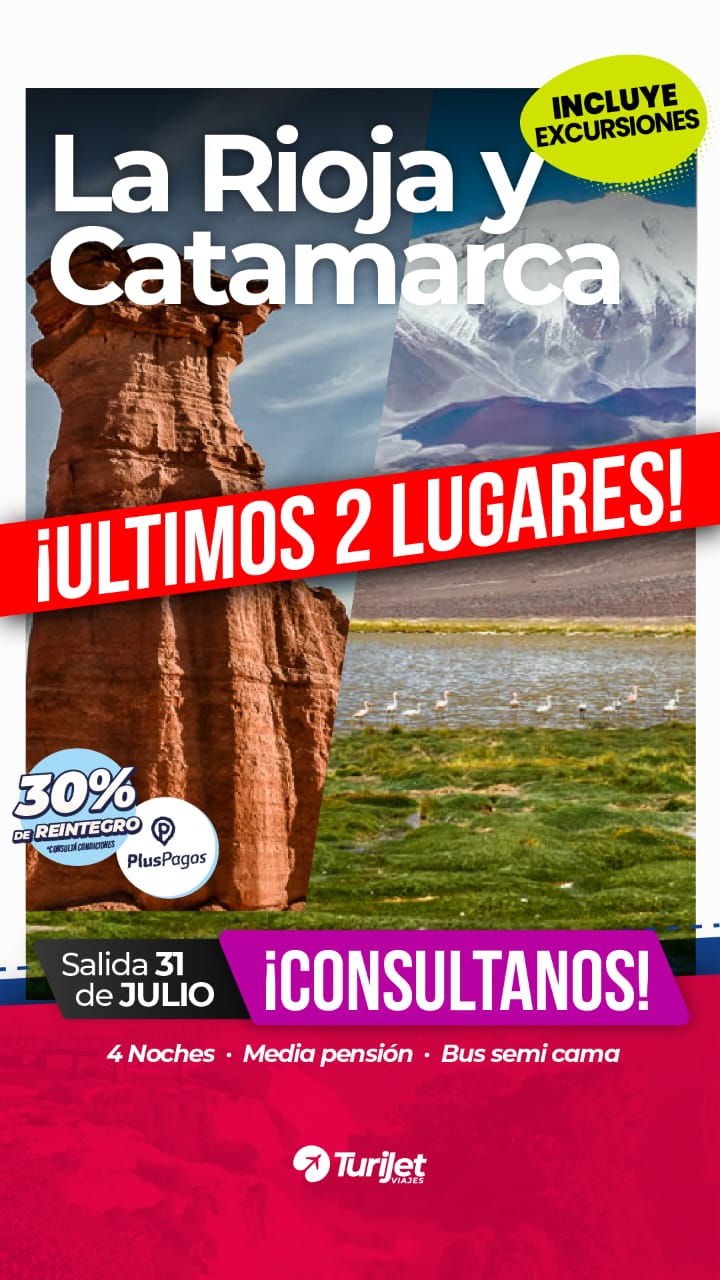 INCLUYE
EXCURSIONES
La Rioja y
Catamarca
¡ULTIMOS 2 LUGARES!
30%
DE REINTEGRO
*CONSULTÁ CONDICIONES
PlusPagos
Salida 31
de JULIO
¡CONSULTANOS!
4 Noches · Media pensión · Bus semi cama
TuriJet
VIAJES